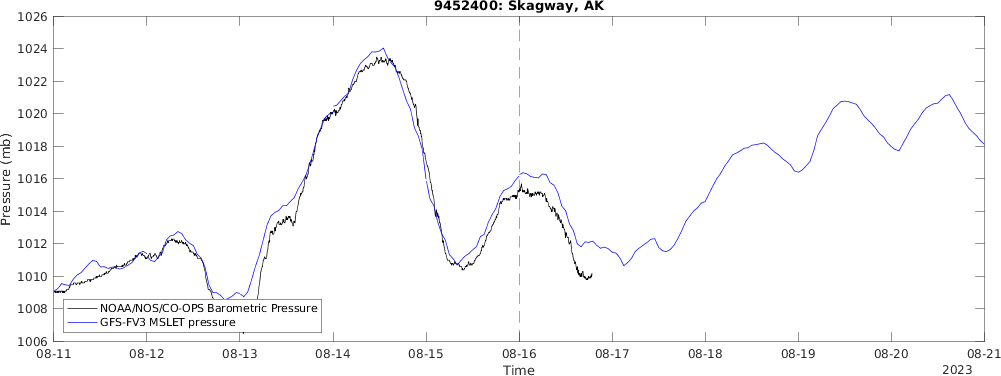 9452400: Skagway, AK
Pressure (mb)
1026
1024
1022
1020
1018
1016
1014
1012
1010
1008
1006
NOAA/NOS/CO-OPS Barometric Pressure
GFS-FV3 MSLET pressure
08-11 08-12 08-13 08-14 08-15 08-16 08-17 08-18 08-19 08-20 08-21
Time
2023